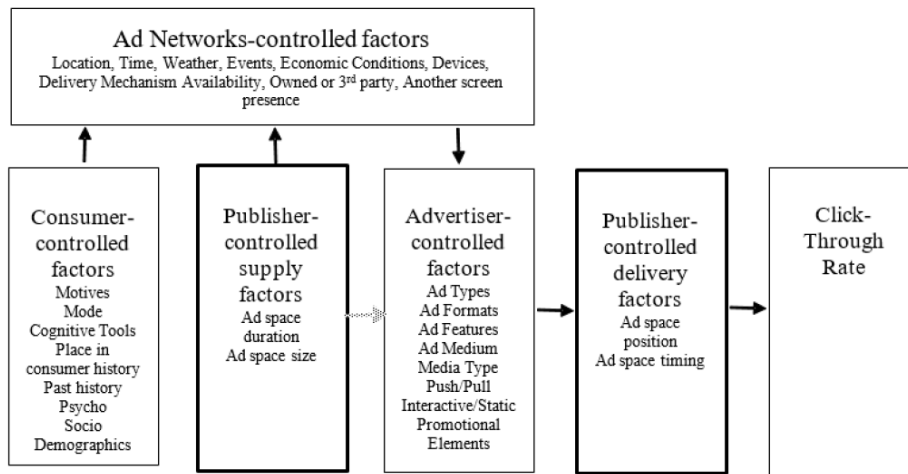 Ad Networks-controlled factors
Location, Time, Weather, Events, Economic Conditions, Devices,
Delivery Mechanism Availability, Owned or 3rd party, Another screen
presence
Consumer-
controlled
factors
Motives
Mode
Cognitive Tools
Place in
consumer history
Past history
Psycho
Socio
Demographics
Publisher-
controlled
supply
factors
Ad space
duration
Ad space size
Advertiser-
controlled
factors
Ad Types
Ad Formats
Ad Features
Ad Medium
Media Type
Push/Pull
Interactive/Static
Promotional
Elements
Publisher-
controlled
delivery
factors
Ad space
position
Ad space timing
Click-
Through
Rate